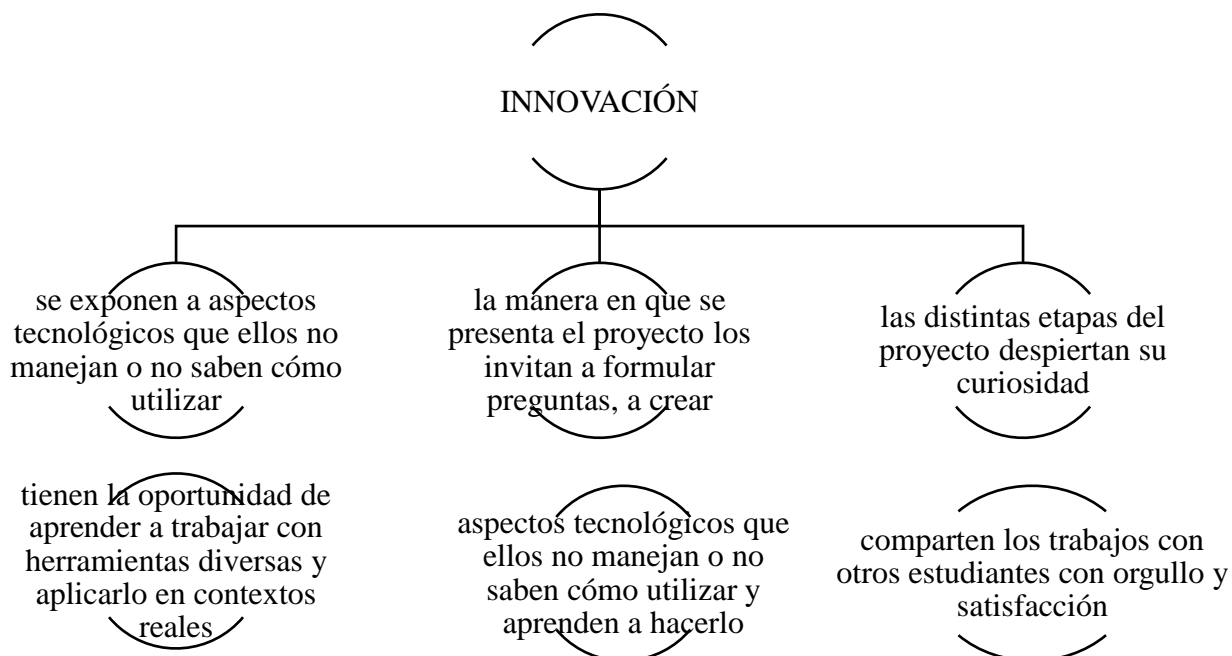 INNOVACIÓN
se exponen a aspectos
tecnológicos que ellos no
manejan o no saben cómo
utilizar
la manera en que se
presenta el proyecto los
invitan a formular
preguntas, a crear
las distintas etapas del
proyecto despiertan su
curiosidad
tienen la oportunidad de
aprender a trabajar con
herramientas diversas y
aplicarlo en contextos
reales
aspectos tecnológicos que
ellos no manejan o no
saben cómo utilizar y
aprenden a hacerlo
comparten los trabajos con
otros estudiantes con orgullo y
satisfacción